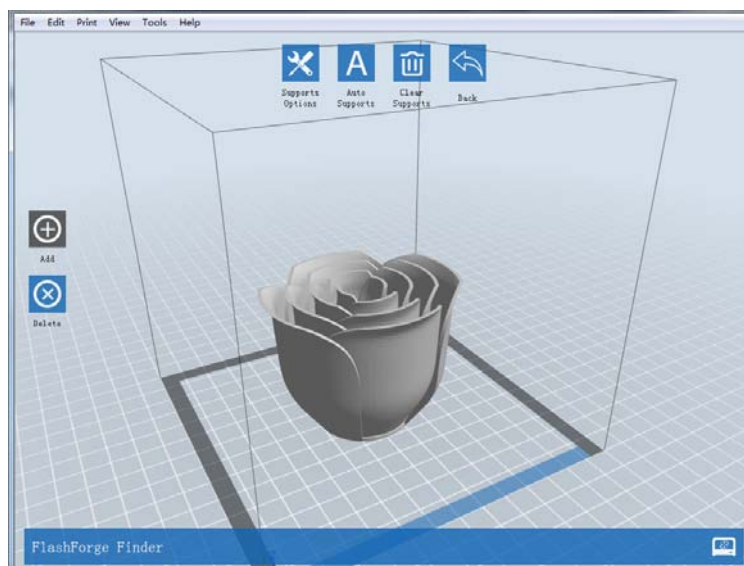 File Edit Print View Tools Help
A
Supports Options
Auto Supports
Clear Supports
Back
Add
Delete
FlashForge Finder